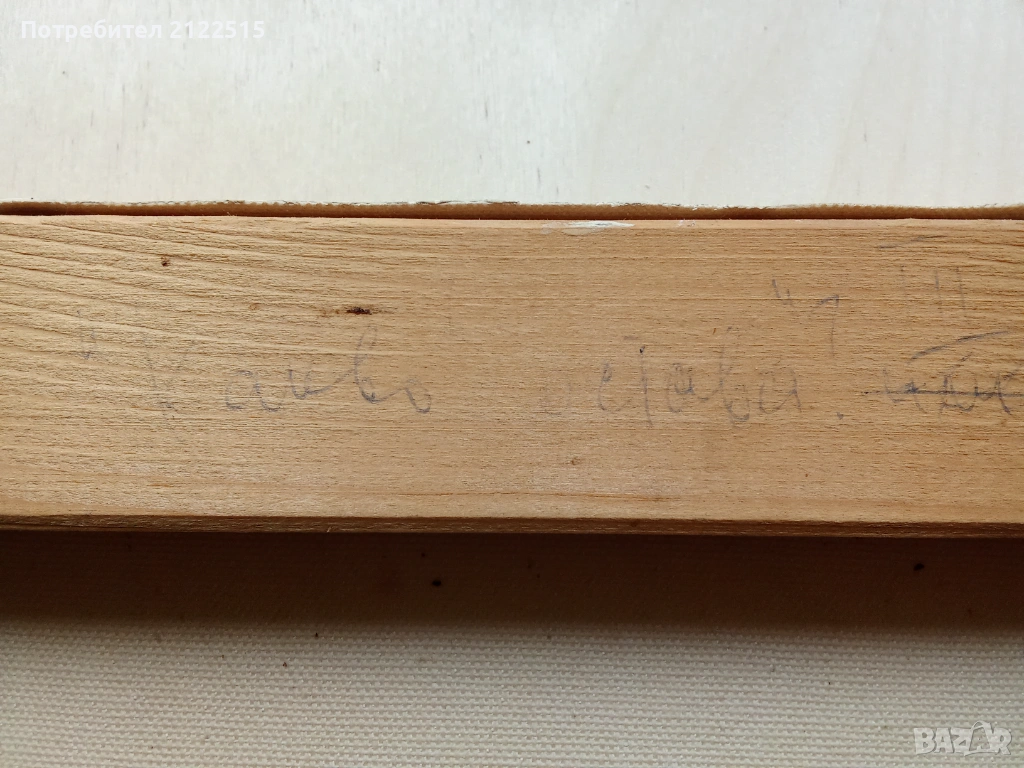 Потребител 2122515
"Какво остава"?
BAZAR